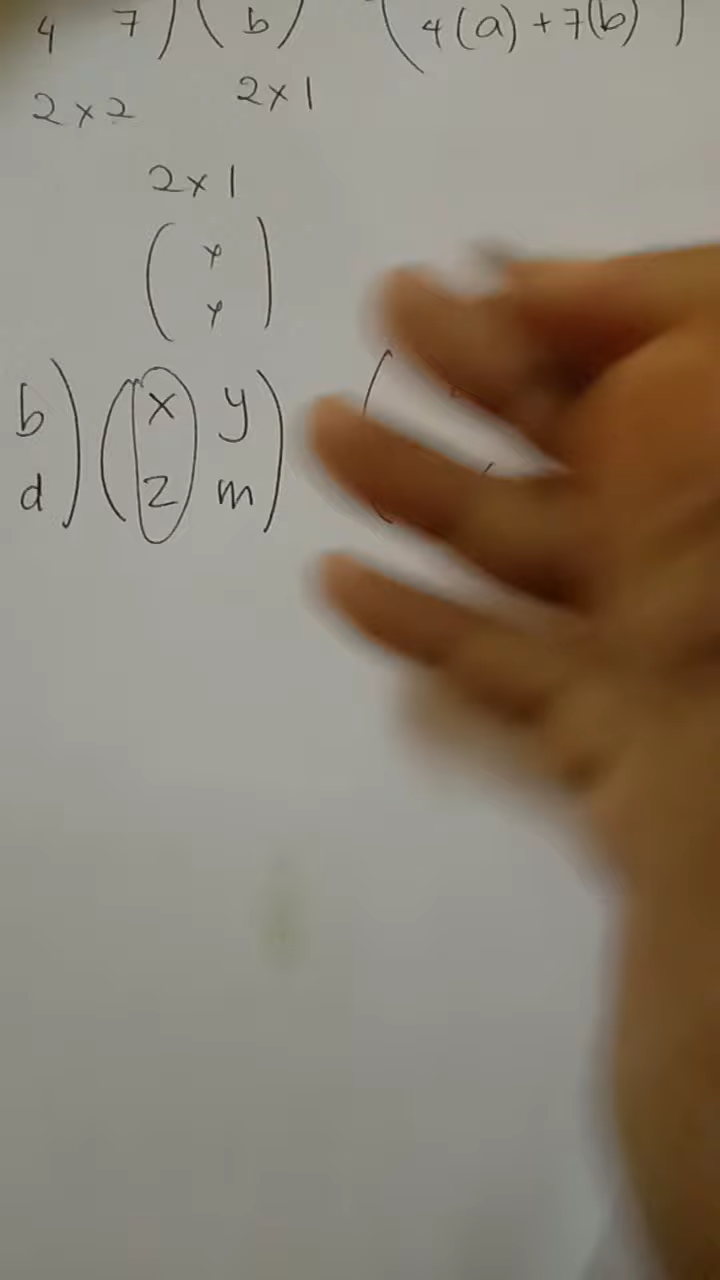 4 7 ) ( b ) ( 4(a) + 7(b) )
2 x 2 2 x 1
2 x 1
( x
y )
b ) ( x y ) (
d ) ( z m ) (